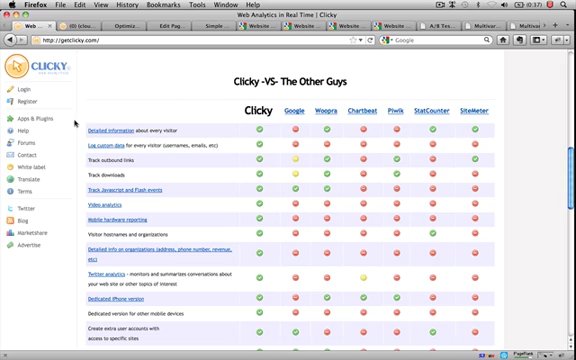 Firefox File Edit View History Bookmarks Tools Window Help
(0:37)
Web Analytics in Real Time | Clicky
http://getclicky.com/
Google
CLICKY
Login
Register
Apps & Plugins
Help
Forums
Contact
White label
Translate
Terms
Twitter
Blog
Marketshare
Advertise
Clicky -VS- The Other Guys
Clicky Google Woopra Chartbeat Piwik StatCounter SiteMeter
Detailed information about every visitor
Log custom data for every visitor (usernames, emails, etc)
Track outbound links
Track downloads
Track Javascript and Flash events
Video analytics
Mobile hardware reporting
Visitor hostnames and organizations
Detailed info on organizations (address, phone number, revenue,
etc)
Twitter analytics - monitors and summarizes conversations about
your web site or other topics of interest
Dedicated iPhone version
Dedicated version for other mobile devices
Create extra user accounts with
access to specific sites